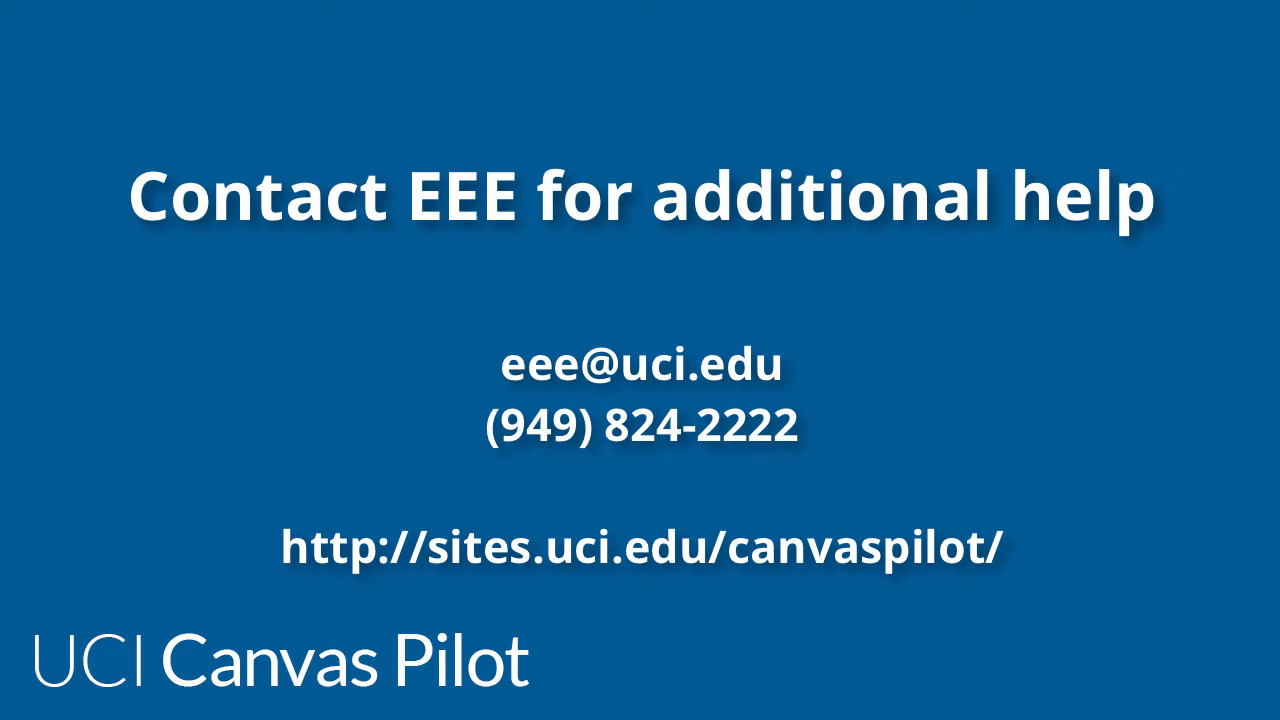 Contact EEE for additional help
eee@uci.edu
(949) 824-2222
http://sites.uci.edu/canvaspilot/
UCI Canvas Pilot